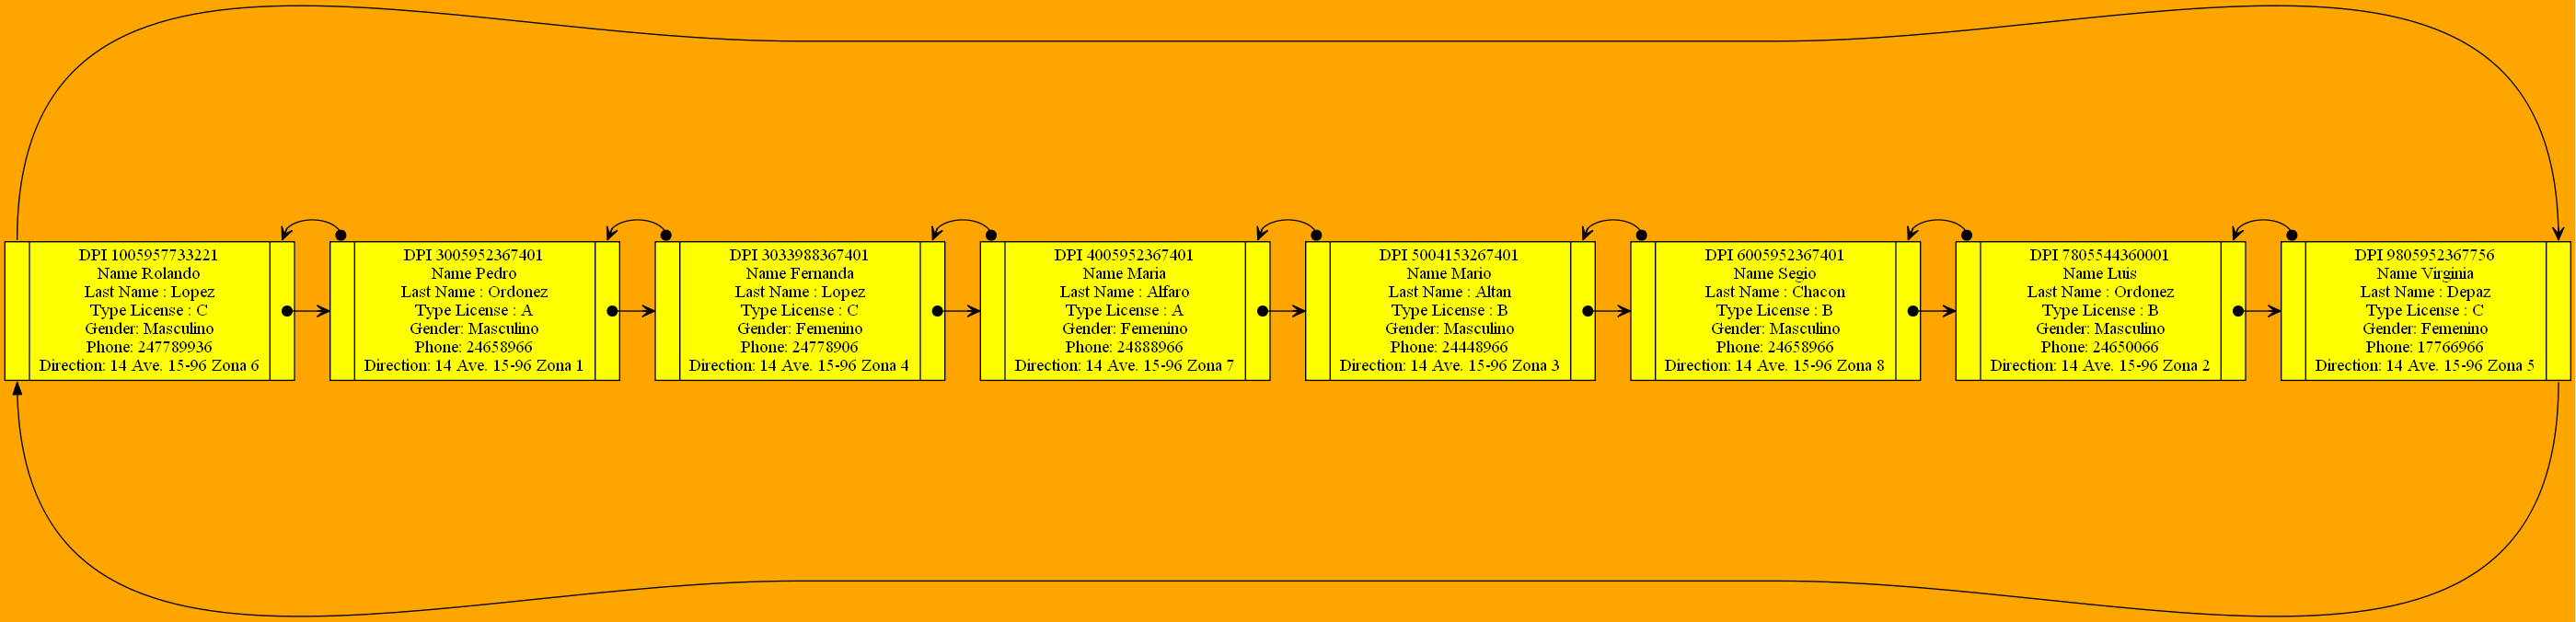 DPI 1005957733221
Name Rolando
Last Name : Lopez
Type License : C
Gender: Masculino
Phone: 247789936
Direction: 14 Ave. 15-96 Zona 6
DPI 3005952367401
Name Pedro
Last Name : Ordonez
Type License : A
Gender: Masculino
Phone: 24658966
Direction: 14 Ave. 15-96 Zona 1
DPI 3033988367401
Name Fernanda
Last Name : Lopez
Type License : C
Gender: Femenino
Phone: 24778906
Direction: 14 Ave. 15-96 Zona 4
DPI 4005952367401
Name Maria
Last Name : Alfaro
Type License : A
Gender: Femenino
Phone: 24888966
Direction: 14 Ave. 15-96 Zona 7
DPI 5004153267401
Name Mario
Last Name : Altan
Type License : B
Gender: Masculino
Phone: 24448966
Direction: 14 Ave. 15-96 Zona 3
DPI 6005952367401
Name Segio
Last Name : Chacon
Type License : B
Gender: Masculino
Phone: 24658966
Direction: 14 Ave. 15-96 Zona 8
DPI 7805544360001
Name Luis
Last Name : Ordonez
Type License : B
Gender: Masculino
Phone: 24650066
Direction: 14 Ave. 15-96 Zona 2
DPI 9805952367756
Name Virginia
Last Name : Depaz
Type License : C
Gender: Femenino
Phone: 17766966
Direction: 14 Ave. 15-96 Zona 5